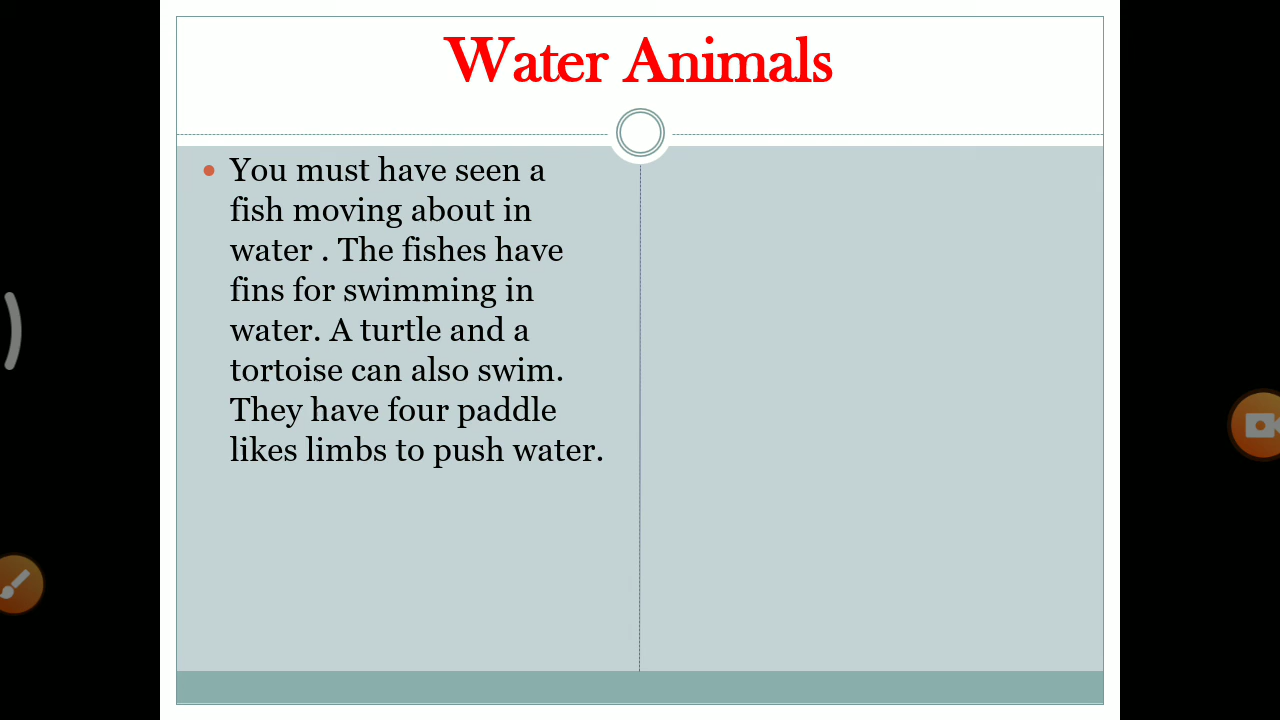 Water Animals
You must have seen a
fish moving about in
water . The fishes have
fins for swimming in
water. A turtle and a
tortoise can also swim.
They have four paddle
likes limbs to push water.